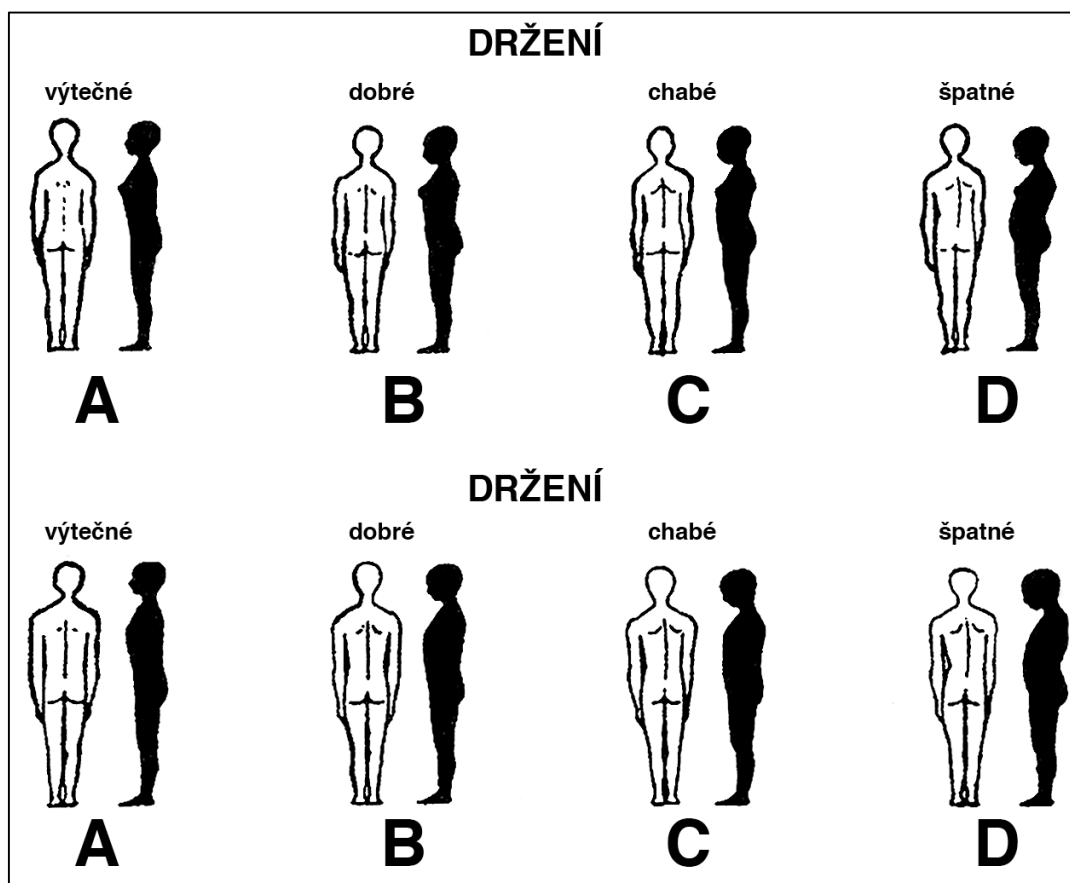 DRŽENÍ
výtečné dobré chabé špatné
A B C D
DRŽENÍ
výtečné dobré chabé špatné
A B C D